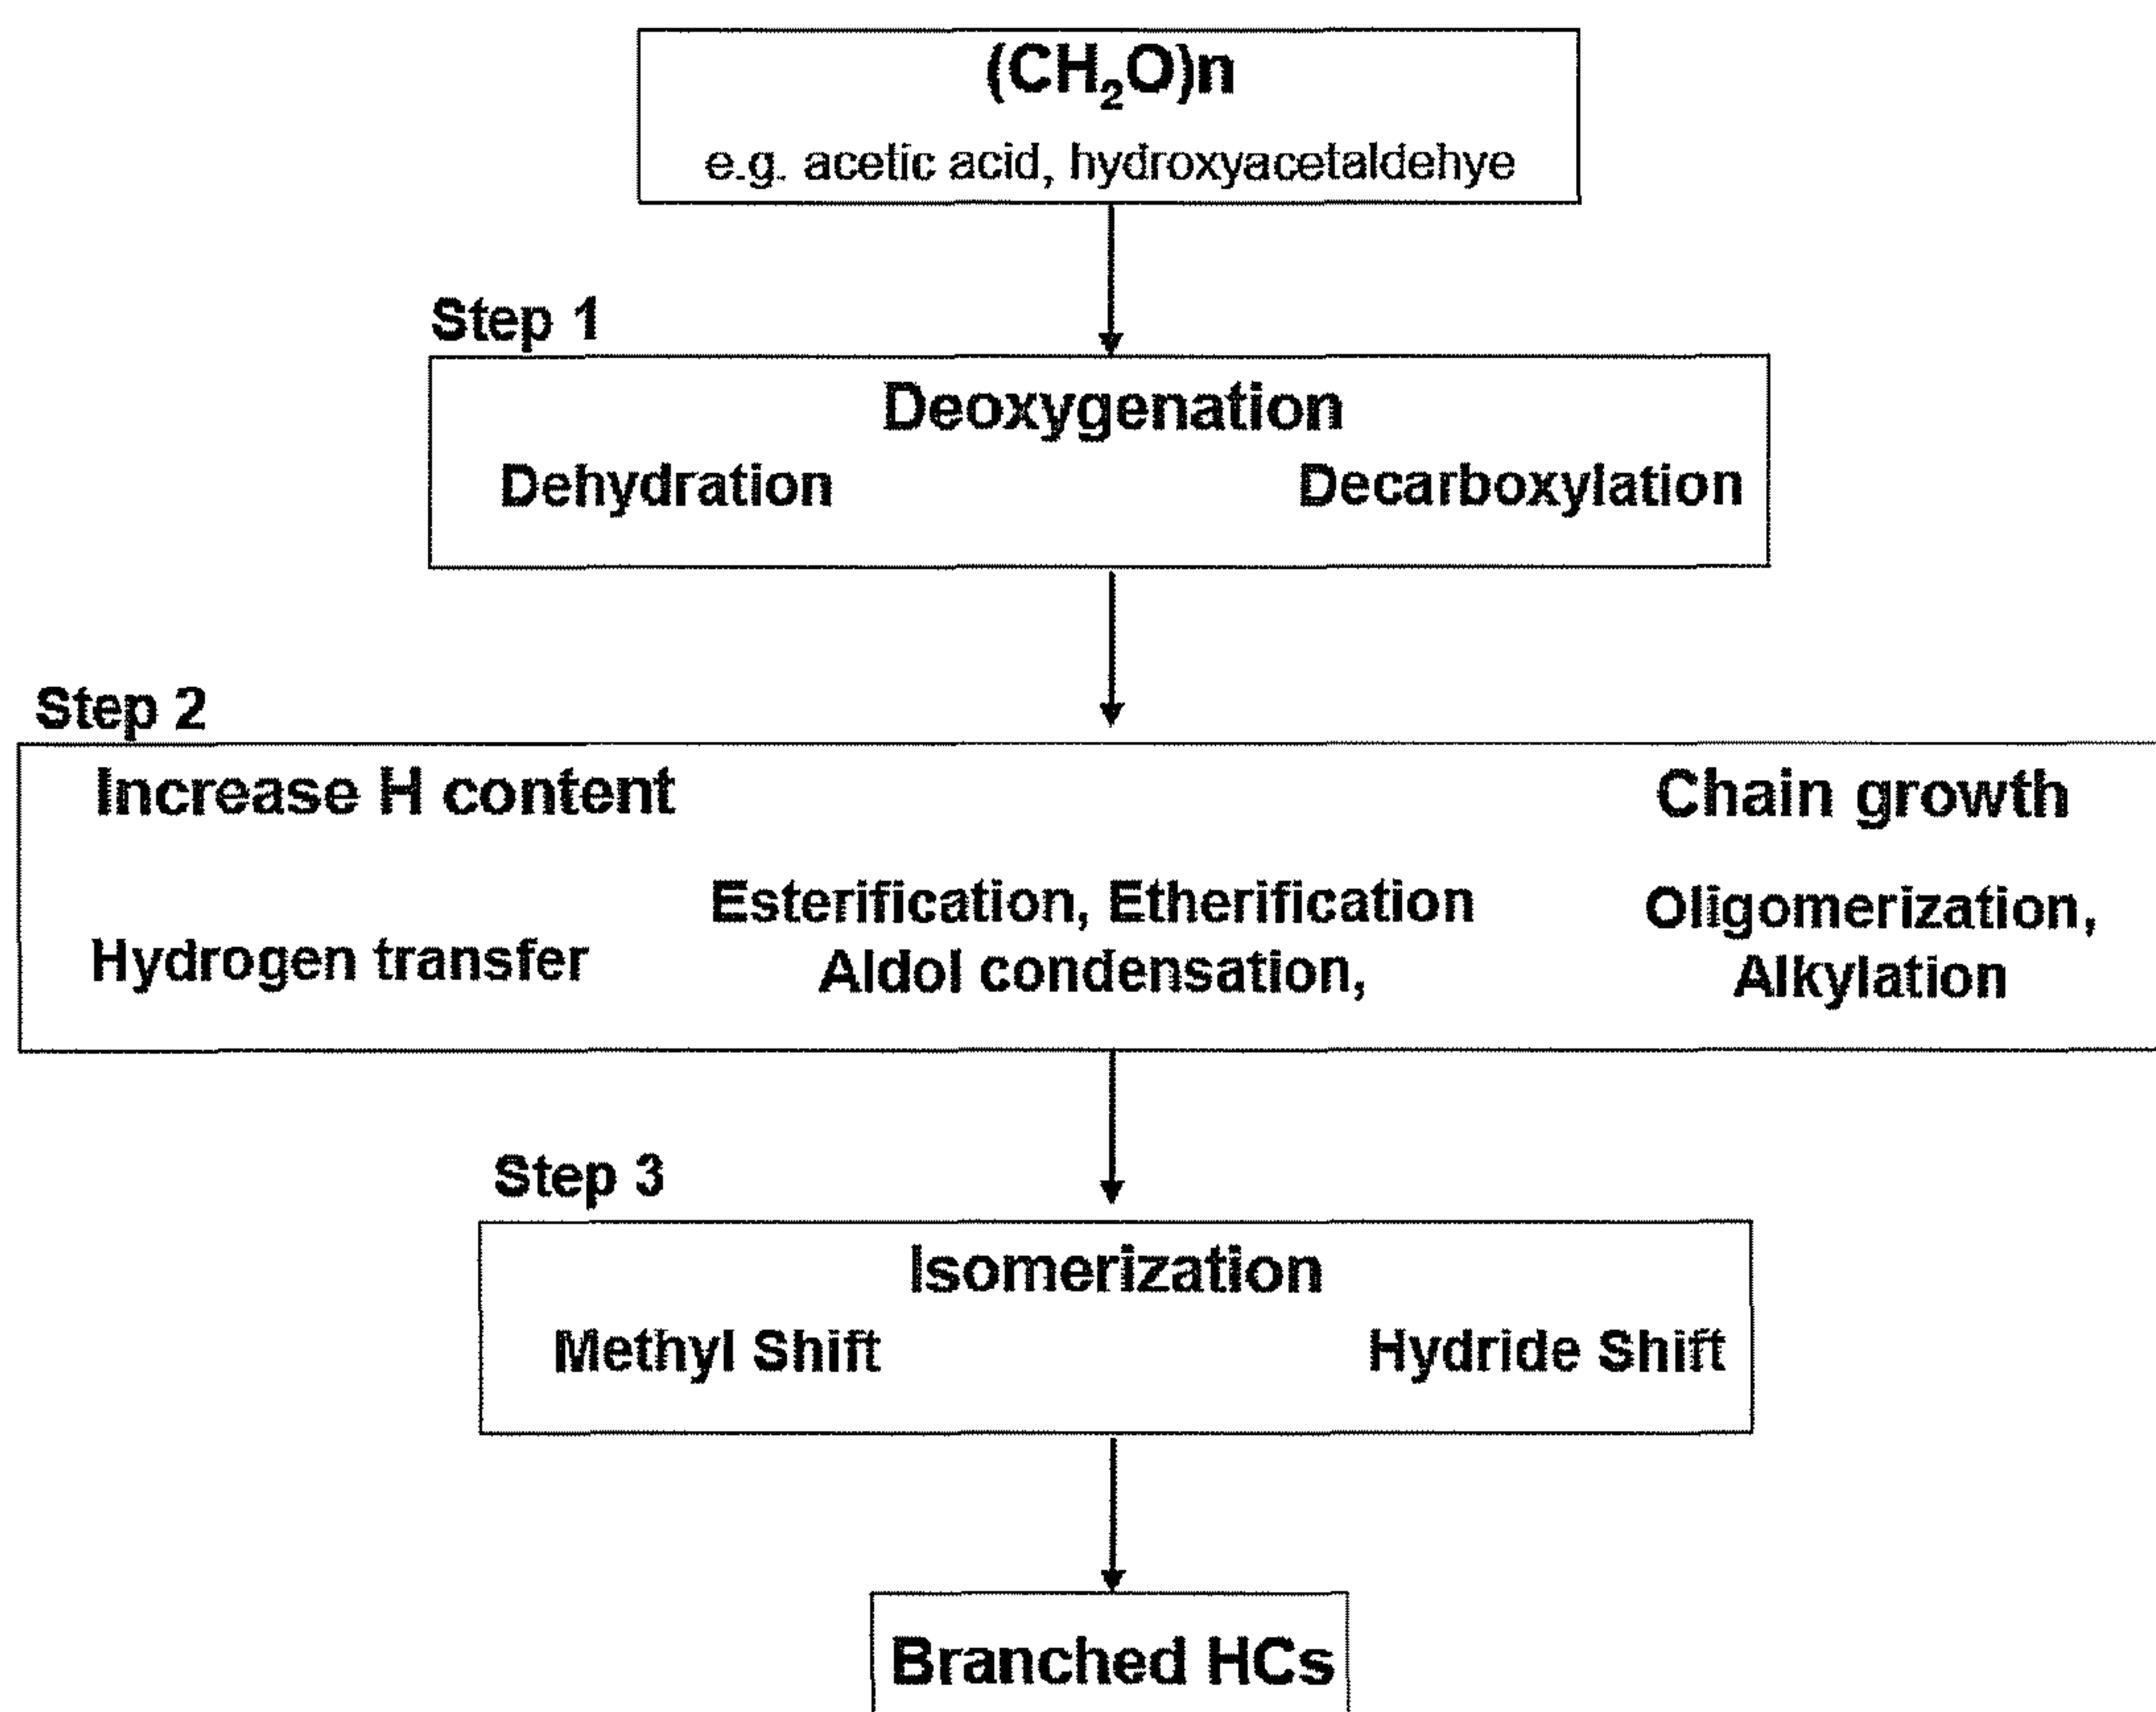 (CH₂O)n
e.g. acetic acid, hydroxyacetaldehye
Step 1
Deoxygenation
Dehydration Decarboxylation
Step 2
Increase H content Chain growth
Esterification, Etherification Oligomerization,
Hydrogen transfer Aldol condensation, Alkylation
Step 3
Isomerization
Methyl Shift Hydride Shift
Branched HCs